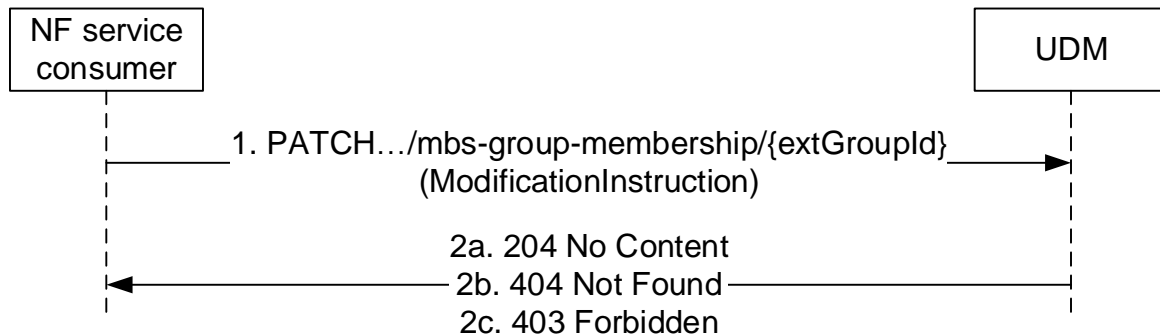 NF service
consumer
UDM
1. PATCH…/mbs-group-membership/{extGroupId}
(ModificationInstruction)
2a. 204 No Content
2b. 404 Not Found
2c. 403 Forbidden